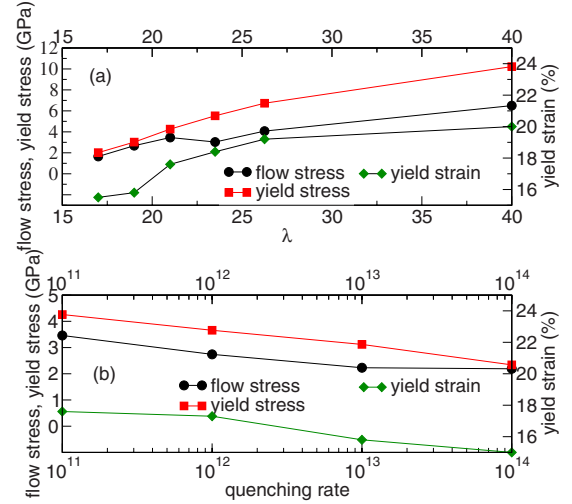 15 20 25 30 35 40
flow stress, yield stress (GPa)
12
10
8
6
4
2
0
(a)
flow stress
yield stress
yield strain
24
22
20
18
16
yield strain (%)
15 20 25 30 35 40
λ
10^11 10^12 10^13 10^14
flow stress, yield stress (GPa)
5
4
3
2
1
0
(b)
flow stress
yield stress
yield strain
24
22
20
18
16
yield strain (%)
10^11 10^12 10^13 10^14
quenching rate